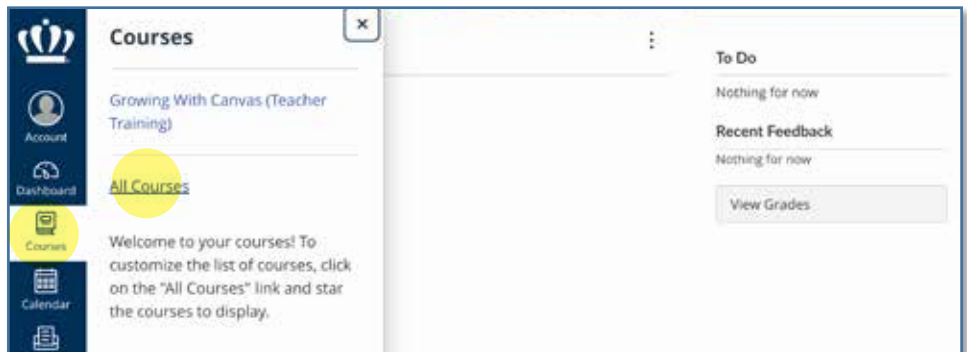 Account
Dashboard
Courses
Calendar
Courses
×
Growing With Canvas (Teacher
Training)
All Courses
Welcome to your courses! To
customize the list of courses, click
on the "All Courses" link and star
the courses to display.
To Do
Nothing for now
Recent Feedback
Nothing for now
View Grades